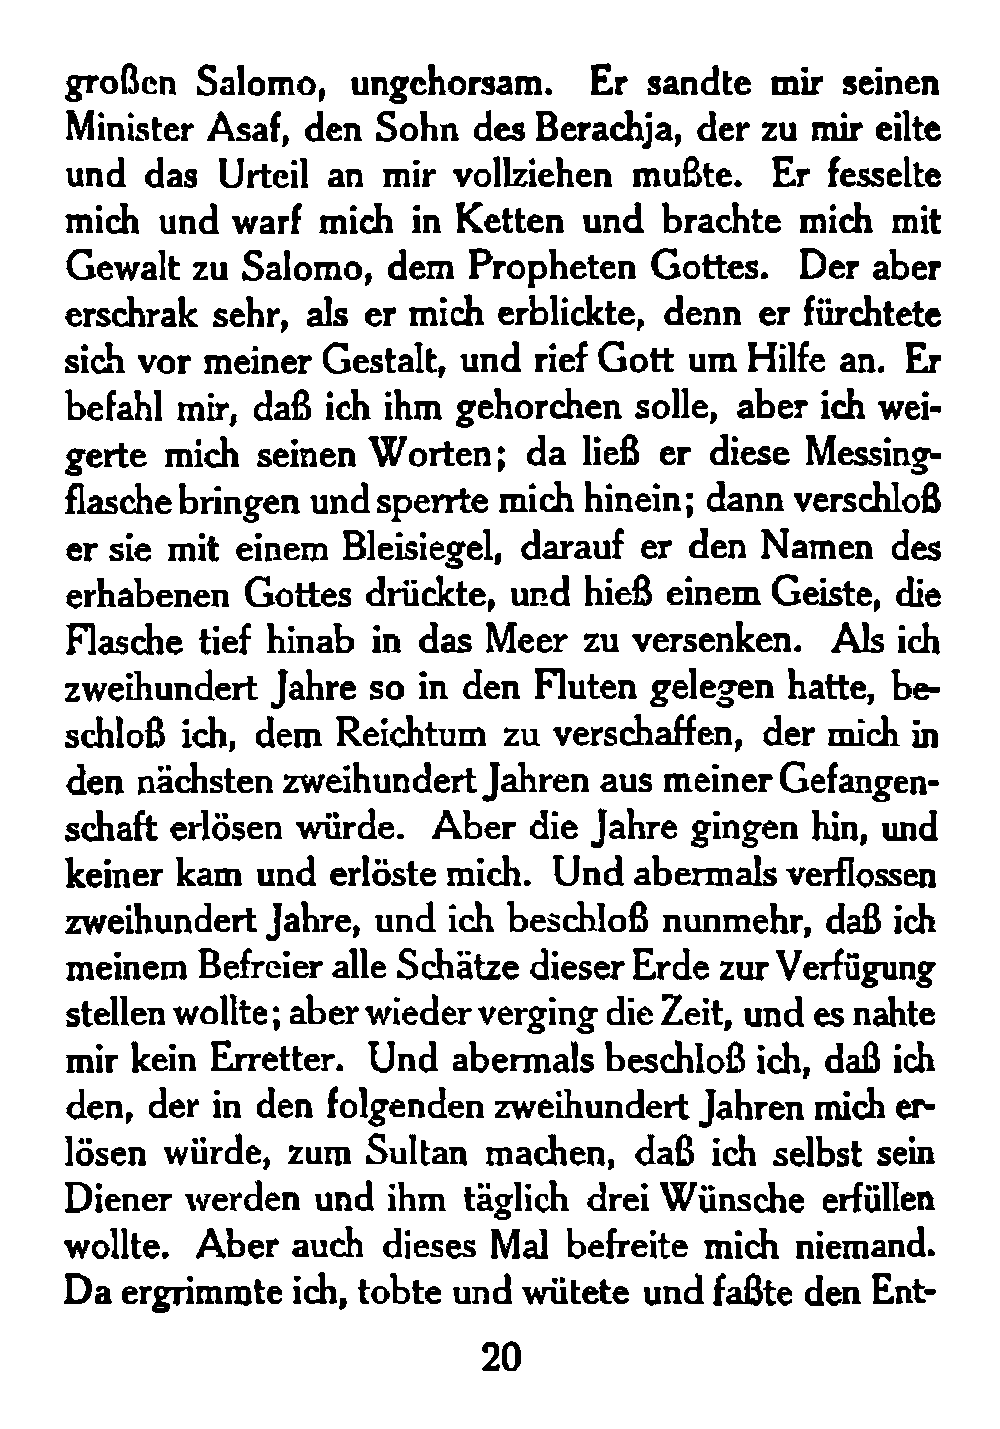 großen Salomo, ungehorsam. Er sandte mir seinen
Minister Asaf, den Sohn des Berachja, der zu mir eilte
und das Urteil an mir vollziehen mußte. Er fesselte
mich und warf mich in Ketten und brachte mich mit
Gewalt zu Salomo, dem Propheten Gottes. Der aber
erschrak sehr, als er mich erblickte, denn er fürchtete
sich vor meiner Gestalt, und rief Gott um Hilfe an. Er
befahl mir, daß ich ihm gehorchen solle, aber ich wei-
gerte mich seinen Worten; da ließ er diese Messing-
flasche bringen und sperrte mich hinein; dann verschloß
er sie mit einem Bleisiegel, darauf er den Namen des
erhabenen Gottes drückte, und hieß einem Geiste, die
Flasche tief hinab in das Meer zu versenken. Als ich
zweihundert Jahre so in den Fluten gelegen hatte, be-
schloß ich, dem Reichtum zu verschaffen, der mich in
den nächsten zweihundert Jahren aus meiner Gefangen-
schaft erlösen würde. Aber die Jahre gingen hin, und
keiner kam und erlöste mich. Und abermals verflossen
zweihundert Jahre, und ich beschloß nunmehr, daß ich
meinem Befreier alle Schätze dieser Erde zur Verfügung
stellen wollte; aber wieder verging die Zeit, und es nahte
mir kein Erretter. Und abermals beschloß ich, daß ich
den, der in den folgenden zweihundert Jahren mich er-
lösen würde, zum Sultan machen, daß ich selbst sein
Diener werden und ihm täglich drei Wünsche erfüllen
wollte. Aber auch dieses Mal befreite mich niemand.
Da ergrimmte ich, tobte und wütete und faßte den Ent-
20